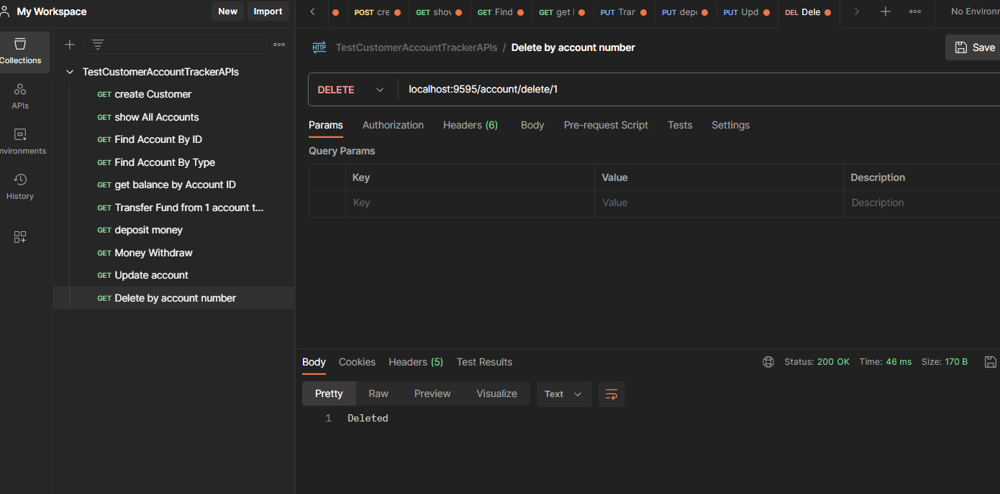 My Workspace
New
Import
POST cre
GET show
GET Find
GET get
PUT Tran
PUT depo
PUT Upd
DEL Dele
No Environ
Collections
APIs
nvironments
History
TestCustomerAccountTrackerAPIs
GET create Customer
GET show All Accounts
GET Find Account By ID
GET Find Account By Type
GET get balance by Account ID
GET Transfer Fund from 1 account t...
GET deposit money
GET Money Withdraw
GET Update account
GET Delete by account number
HTTP TestCustomerAccountTrackerAPIs / Delete by account number
Save
DELETE localhost:9595/account/delete/1
Params Authorization Headers (6) Body Pre-request Script Tests Settings
Query Params
Key Value Description
Key Value Description
Body Cookies Headers (5) Test Results
Status: 200 OK Time: 46 ms Size: 170 B
Pretty Raw Preview Visualize Text
1 Deleted